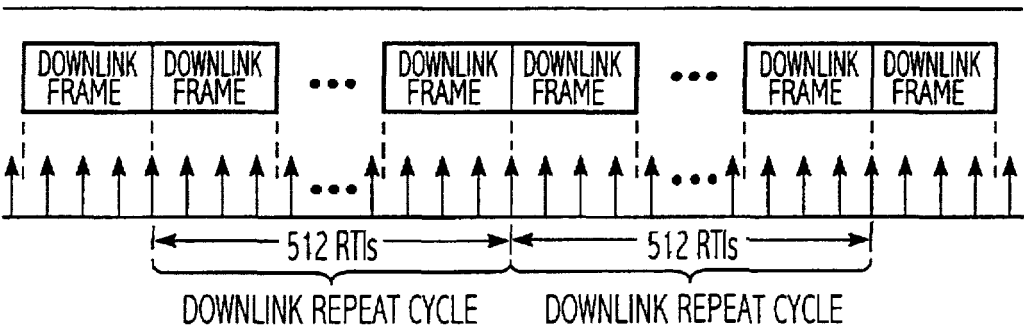 DOWNLINK FRAME DOWNLINK FRAME ••• DOWNLINK FRAME DOWNLINK FRAME ••• DOWNLINK FRAME DOWNLINK FRAME
••• •••
512 RTIs 512 RTIs
DOWNLINK REPEAT CYCLE DOWNLINK REPEAT CYCLE